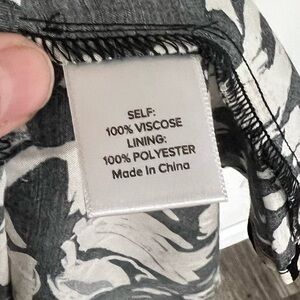 SELF:
100% VISCOSE
LINING:
100% POLYESTER
Made In China